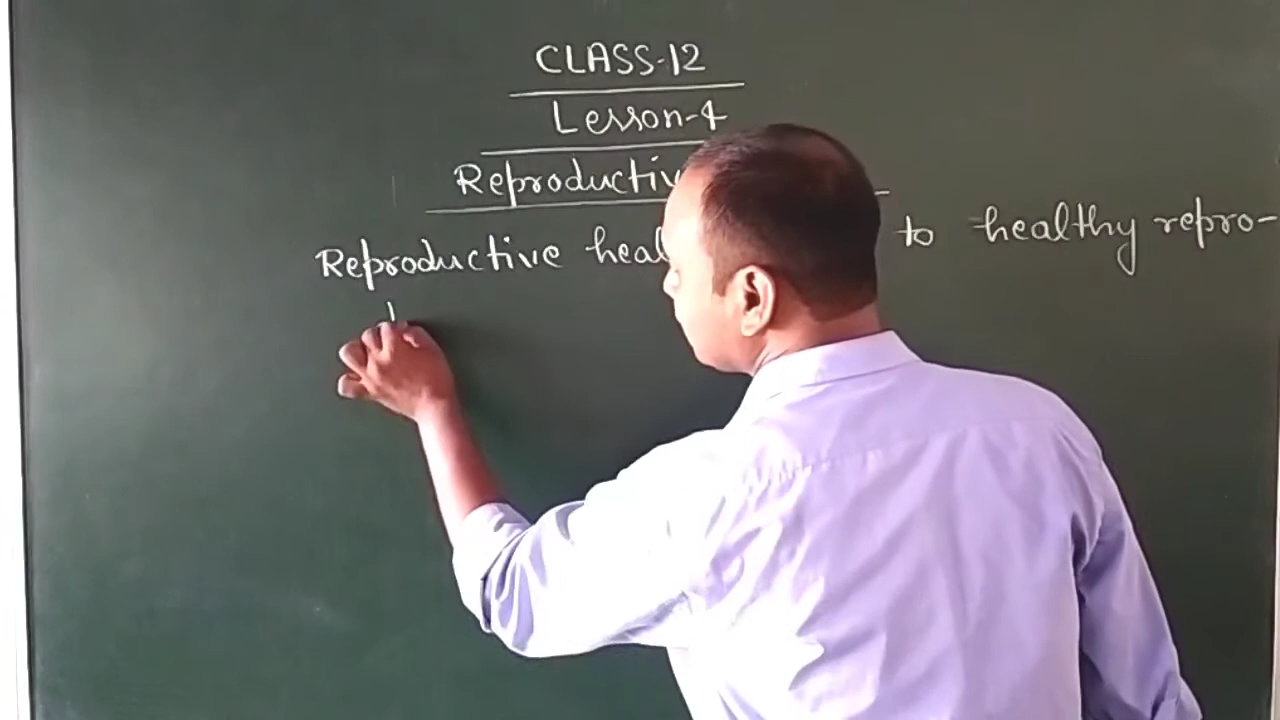 CLASS-12
Lesson-4
Reproductiv
Reproductive heal to healthy repro-